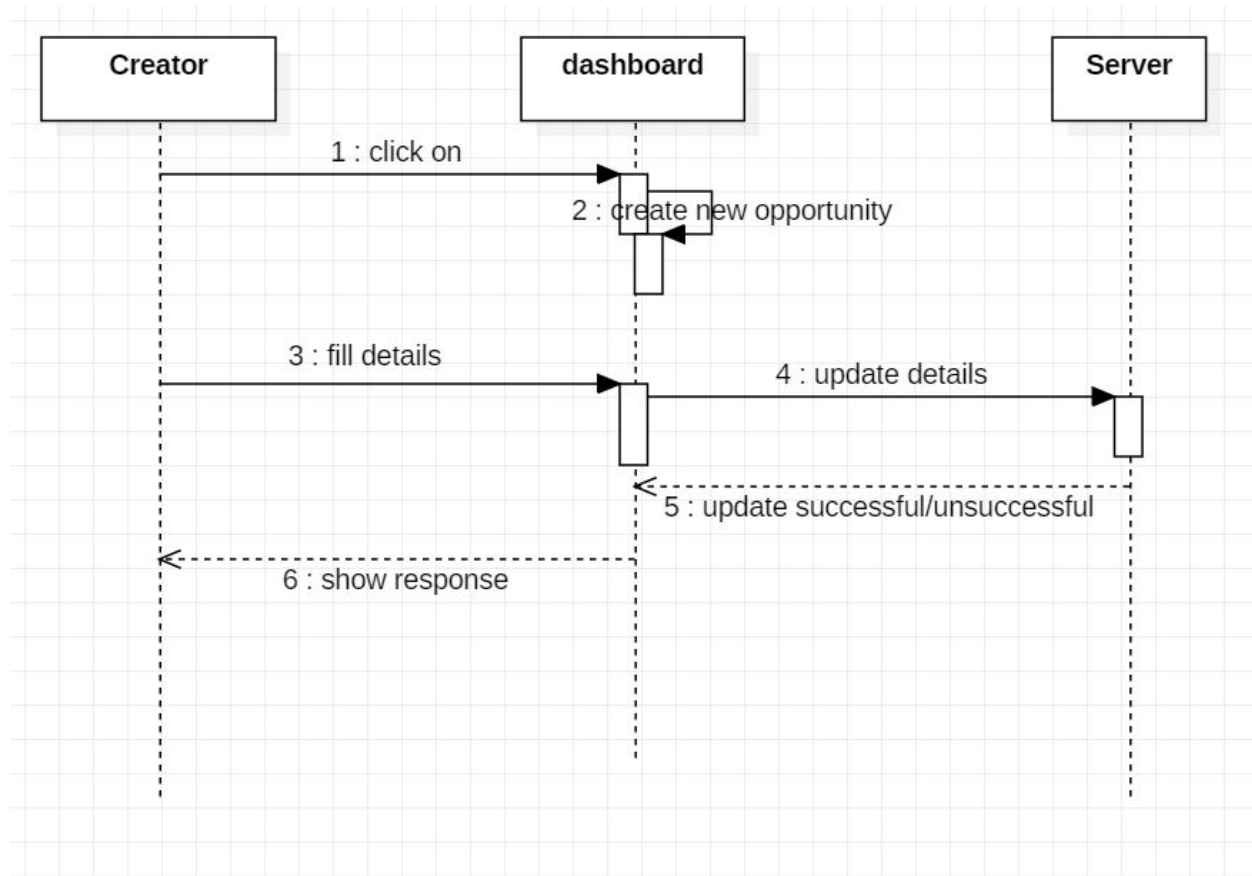 Creator
dashboard
Server
1 : click on
2 : create new opportunity
3 : fill details
4 : update details
5 : update successful/unsuccessful
6 : show response